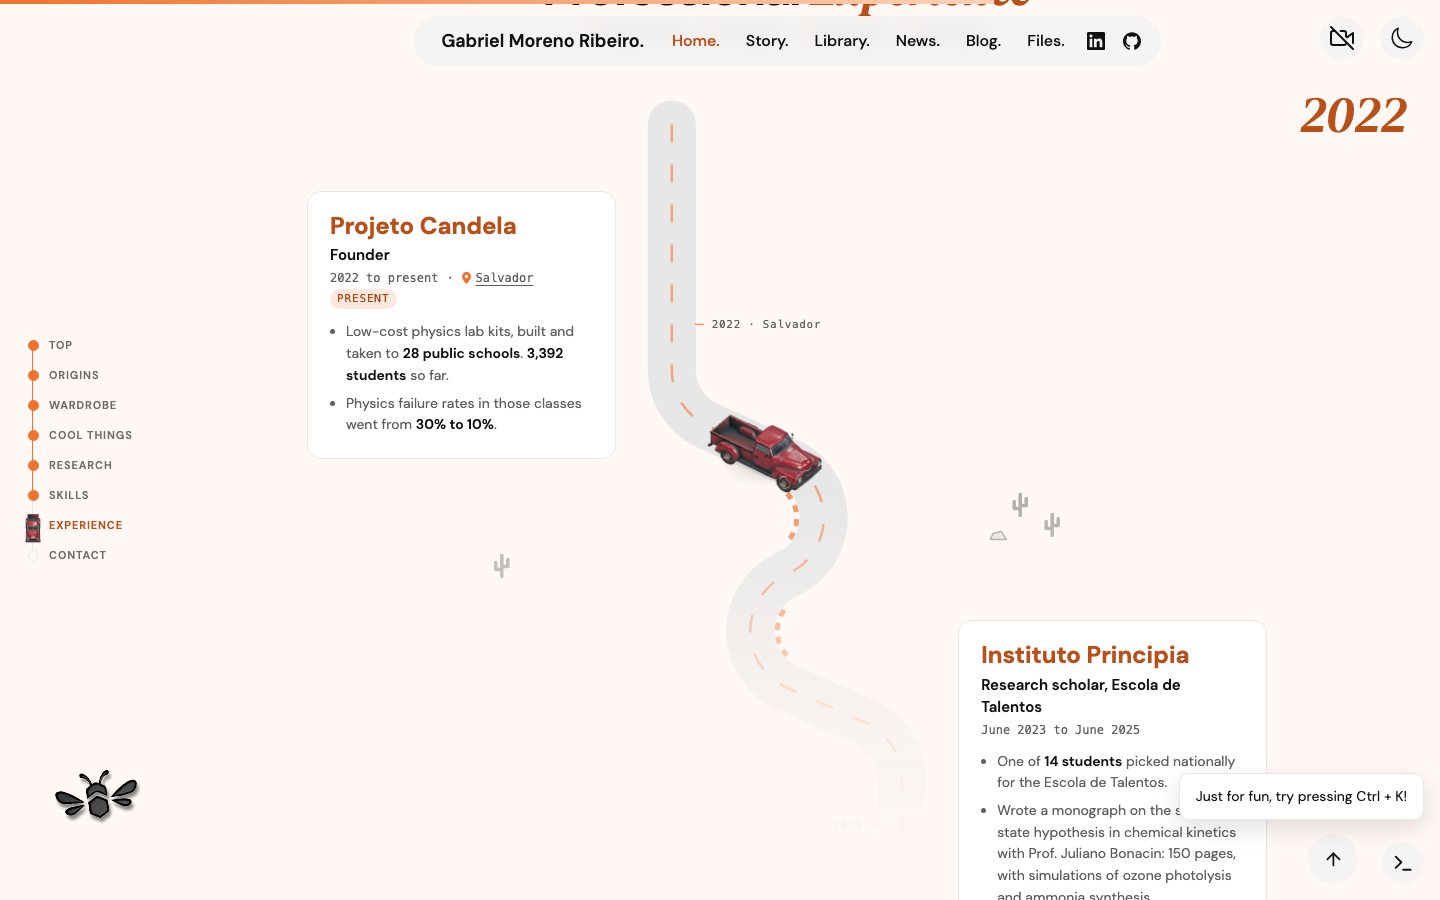 Professional Experience
Gabriel Moreno Ribeiro.
Home.
Story.
Library.
News.
Blog.
Files.
2022
Projeto Candela
Founder
2022 to present · Salvador
PRESENT
• Low-cost physics lab kits, built and
taken to 28 public schools. 3,392
students so far.
• Physics failure rates in those classes
went from 30% to 10%.
2022 · Salvador
TOP
ORIGINS
WARDROBE
COOL THINGS
RESEARCH
SKILLS
EXPERIENCE
CONTACT
Instituto Principia
Research scholar, Escola de
Talentos
June 2023 to June 2025
• One of 14 students picked nationally
for the Escola de Talentos.
• Wrote a monograph on the
state hypothesis in chemical kinetics
with Prof. Juliano Bonacin: 150 pages,
with simulations of ozone photolysis
and ammonia synthesis.
Just for fun, try pressing Ctrl + K!
2023